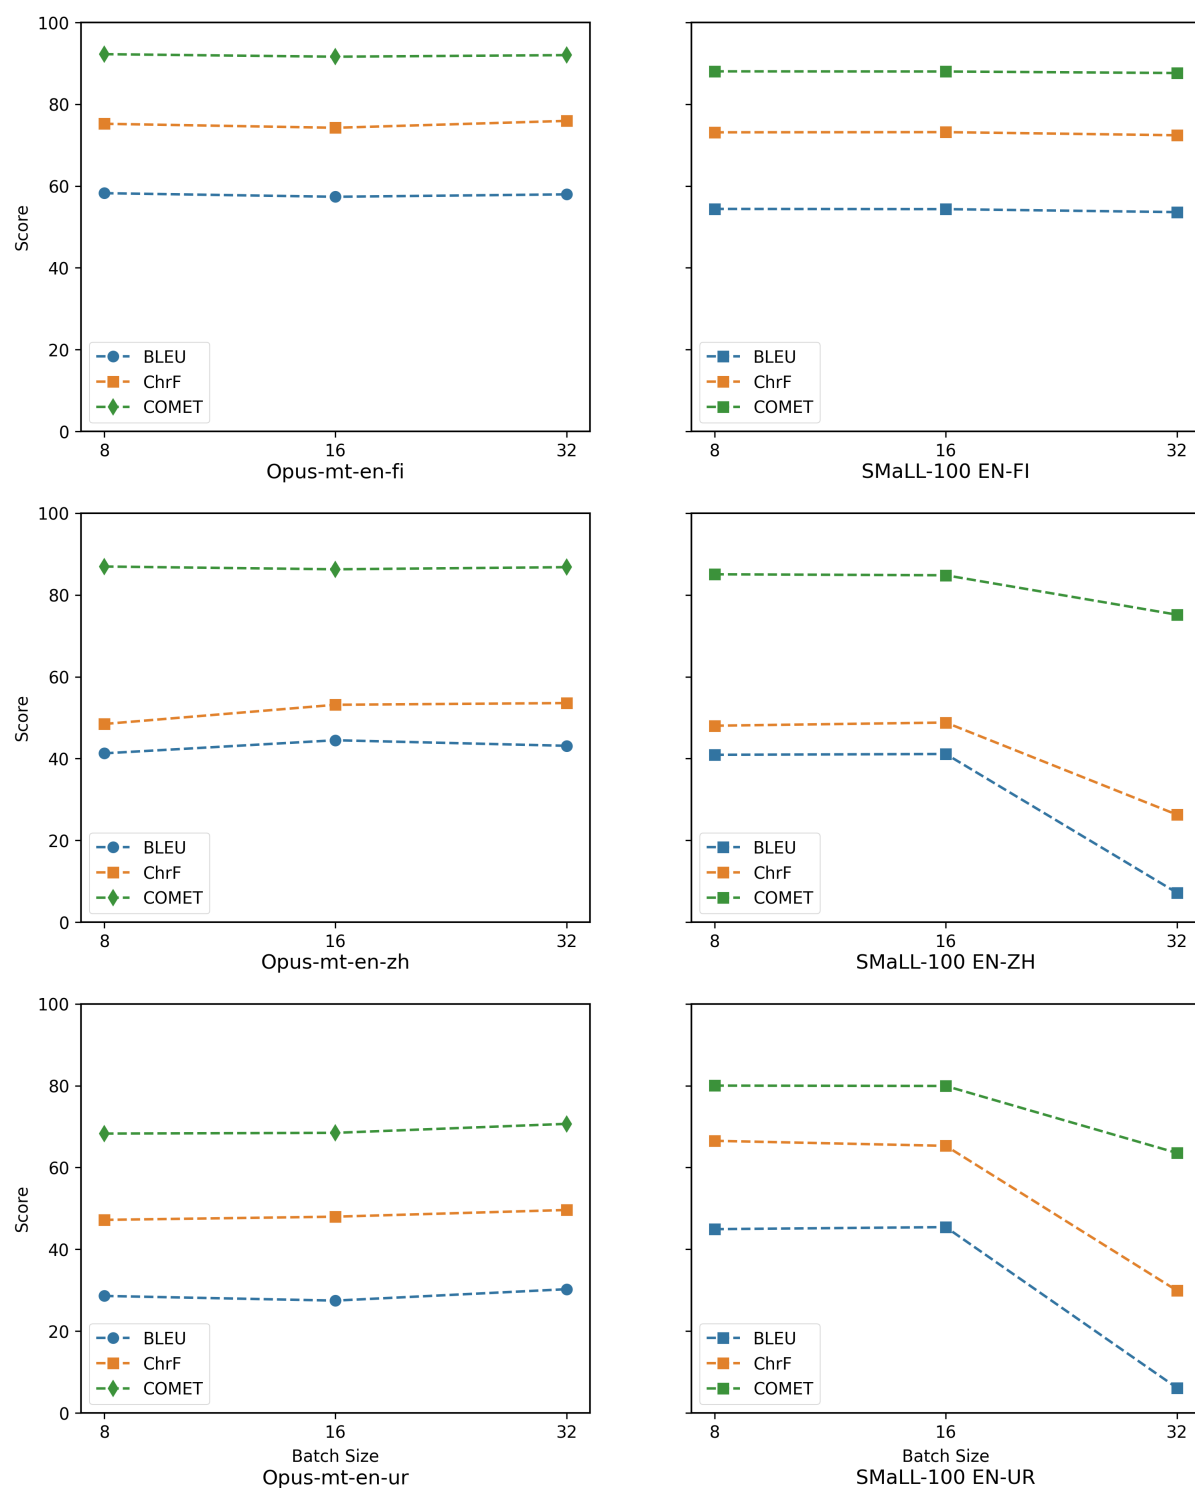 100
80
60
40
20
0
Score
BLEU
ChrF
COMET
8 16 32
Opus-mt-en-fi
BLEU
ChrF
COMET
8 16 32
SMaLL-100 EN-FI
100
80
60
40
20
0
Score
BLEU
ChrF
COMET
8 16 32
Opus-mt-en-zh
BLEU
ChrF
COMET
8 16 32
SMaLL-100 EN-ZH
100
80
60
40
20
0
Score
BLEU
ChrF
COMET
8 16 32
Batch Size
Opus-mt-en-ur
BLEU
ChrF
COMET
8 16 32
Batch Size
SMaLL-100 EN-UR